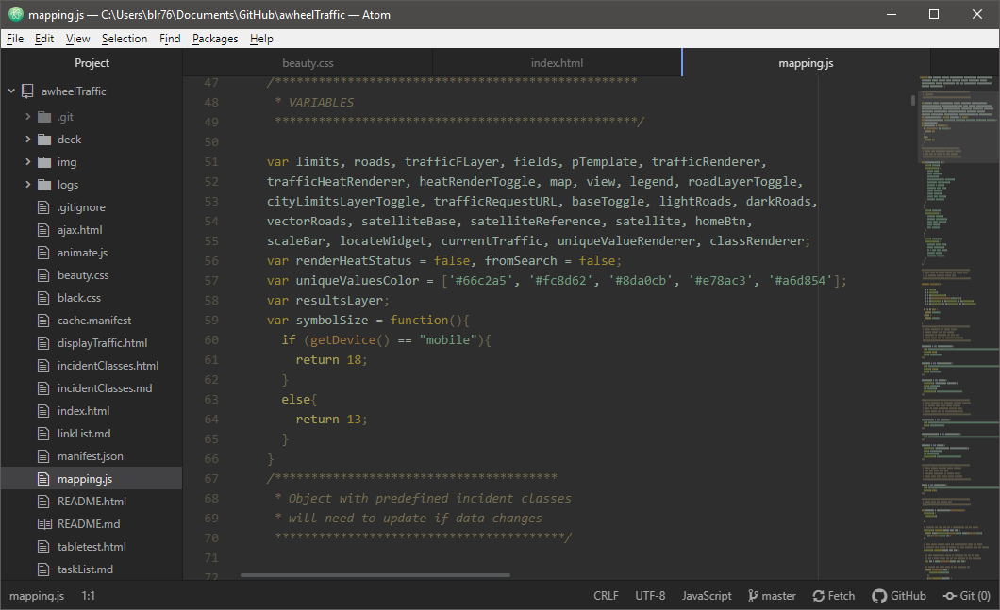 mapping.js — C:\Users\blr76\Documents\GitHub\awheelTraffic — Atom
File Edit View Selection Find Packages Help
Project
awheelTraffic
.git
deck
img
logs
.gitignore
ajax.html
animate.js
beauty.css
black.css
cache.manifest
displayTraffic.html
incidentClasses.html
incidentClasses.md
index.html
linkList.md
manifest.json
mapping.js
README.html
README.md
tabletest.html
taskList.md
beauty.css index.html mapping.js
47 /**************************************************
48 * VARIABLES
49 **************************************************/
50
51 var limits, roads, trafficFLayer, fields, pTemplate, trafficRenderer,
52 trafficHeatRenderer, heatRenderToggle, map, view, legend, roadLayerToggle,
53 cityLimitsLayerToggle, trafficRequestURL, baseToggle, lightRoads, darkRoads,
54 vectorRoads, satelliteBase, satelliteReference, satellite, homeBtn,
55 scaleBar, locateWidget, currentTraffic, uniqueValueRenderer, classRenderer;
56 var renderHeatStatus = false, fromSearch = false;
57 var uniqueValuesColor = ['#66c2a5', '#fc8d62', '#8da0cb', '#e78ac3', '#a6d854'];
58 var resultsLayer;
59 var symbolSize = function(){
60 if (getDevice() == "mobile"){
61 return 18;
62 }
63 else{
64 return 13;
65 }
66 }
67 /***************************************
68 * Object with predefined incident classes
69 * will need to update if data changes
70 ****************************************/
71
72
mapping.js 1:1 CRLF UTF-8 JavaScript master Fetch GitHub Git (0)